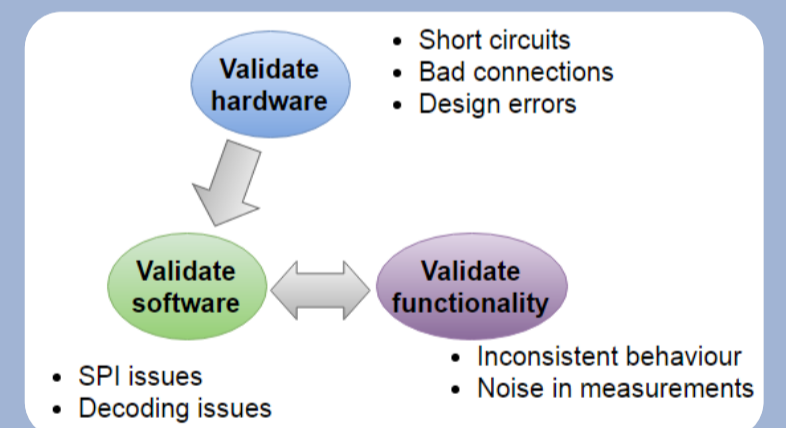 Validate
hardware
• Short circuits
• Bad connections
• Design errors
Validate
software
Validate
functionality
• SPI issues
• Decoding issues
• Inconsistent behaviour
• Noise in measurements